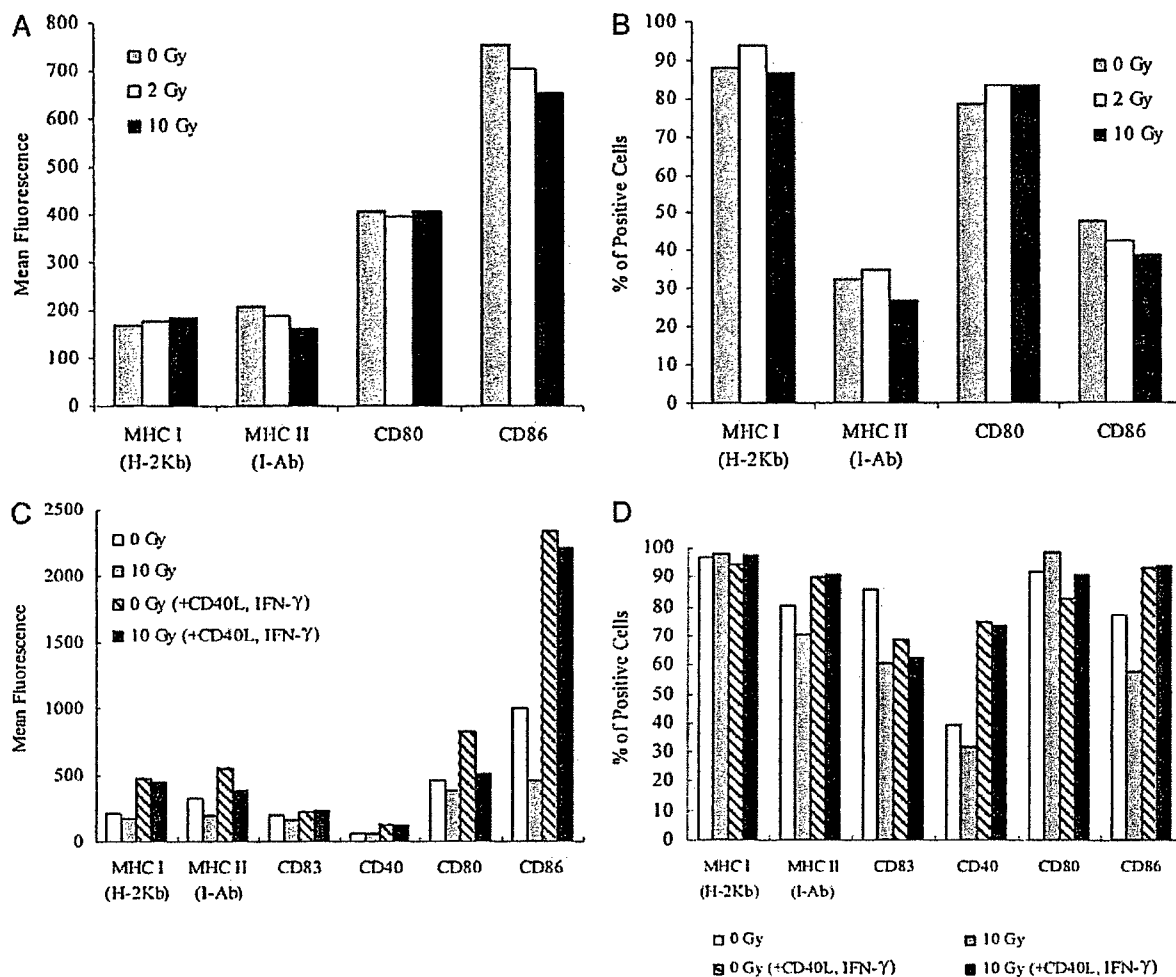 A
Mean Fluorescence
800
700
600
500
400
300
200
100
0
0 Gy
2 Gy
10 Gy
MHC I
(H-2Kb)
MHC II
(I-Ab)
CD80
CD86
B
% of Positive Cells
100
90
80
70
60
50
40
30
20
10
0
0 Gy
2 Gy
10 Gy
MHC I
(H-2Kb)
MHC II
(I-Ab)
CD80
CD86
C
Mean Fluorescence
2500
2000
1500
1000
500
0
0 Gy
10 Gy
0 Gy (+CD40L, IFN-γ)
10 Gy (+CD40L, IFN-γ)
MHC I
(H-2Kb)
MHC II
(I-Ab)
CD83
CD40
CD80
CD86
D
% of Positive Cells
100
90
80
70
60
50
40
30
20
10
0
MHC I
(H-2Kb)
MHC II
(I-Ab)
CD83
CD40
CD80
CD86
0 Gy
10 Gy
0 Gy (+CD40L, IFN-γ)
10 Gy (+CD40L, IFN-γ)